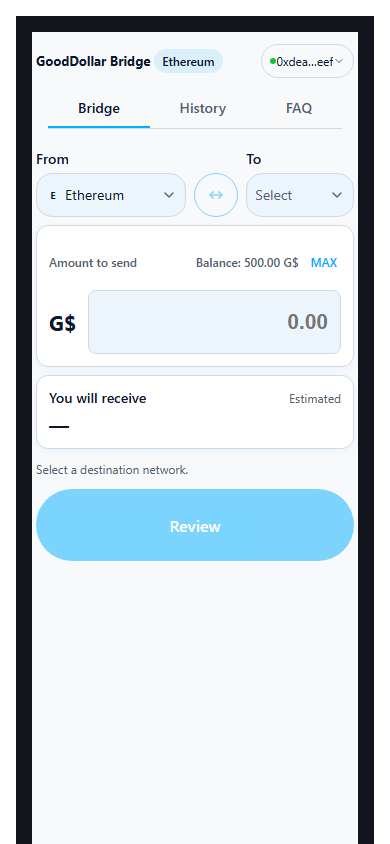 GoodDollar Bridge Ethereum 0xdea...eef
Bridge History FAQ
From To
E Ethereum Select
Amount to send Balance: 500.00 G$ MAX
G$ 0.00
You will receive Estimated
—
Select a destination network.
Review